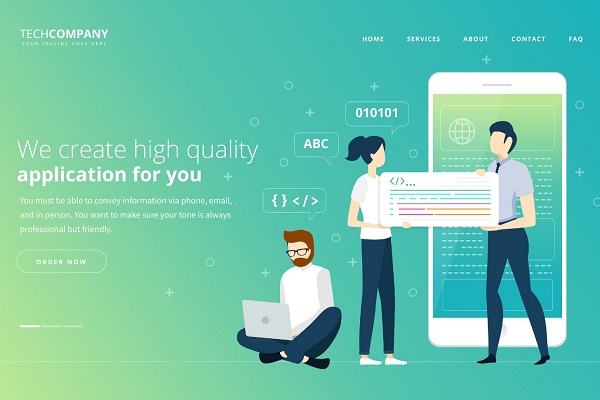 TECHCOMPANY
YOUR TAGLINE GOES HERE
HOME SERVICES ABOUT CONTACT FAQ
010101
ABC
We create high quality
application for you
{ } </>
</>...
You must be able to convey information via phone, email,
and in person. You want to make sure your tone is always
professional but friendly.
ORDER NOW